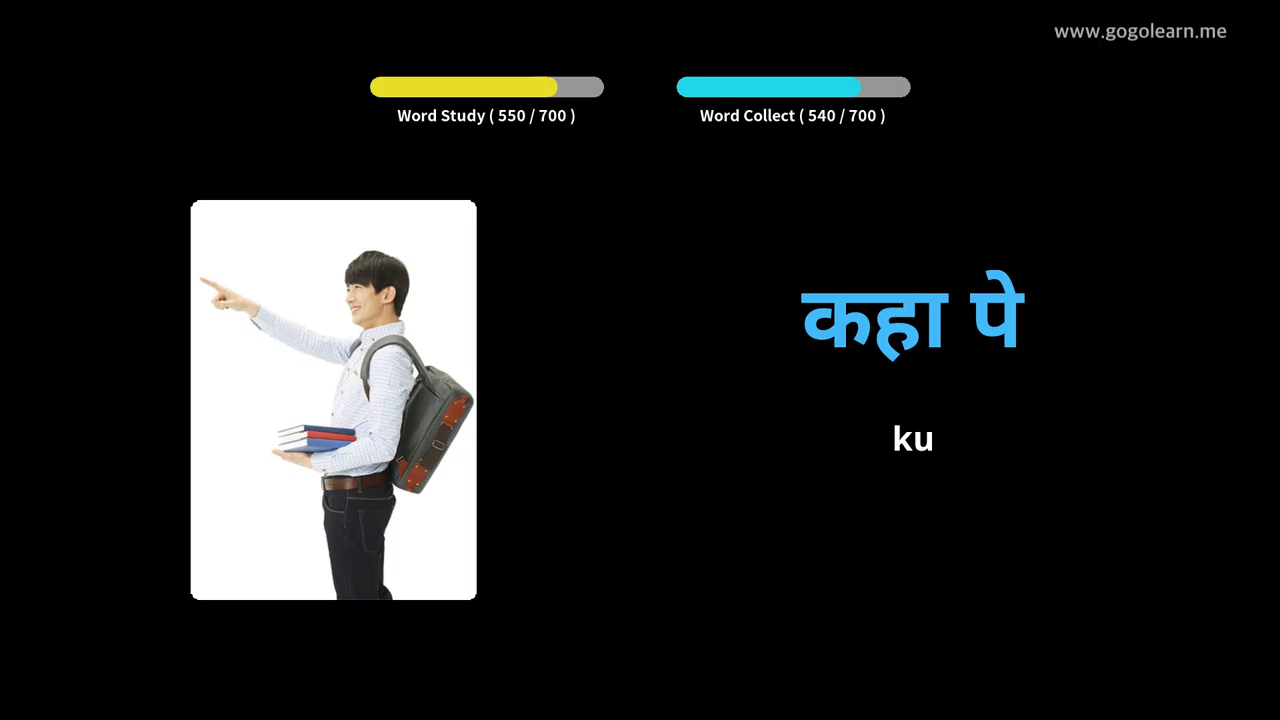 www.gogolearn.me
Word Study ( 550 / 700 )
Word Collect ( 540 / 700 )
कहा पे
ku